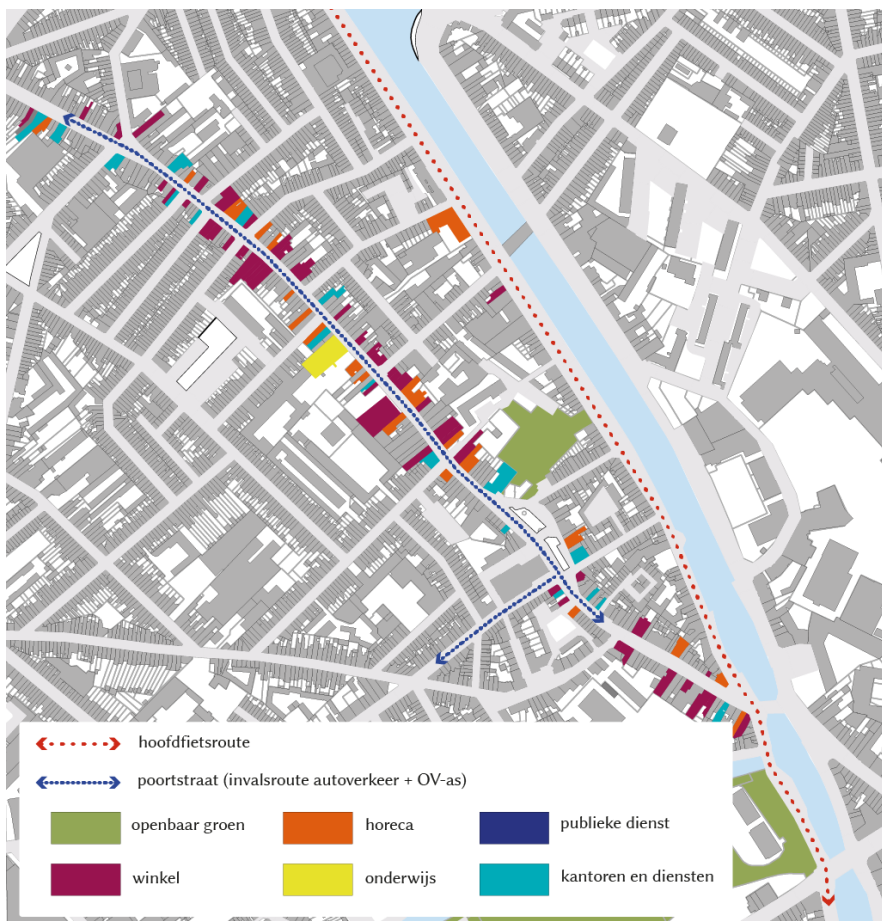 hoofdfietsroute
poortstraat (invalsroute autoverkeer + OV-as)
openbaar groen
horeca
publieke dienst
winkel
onderwijs
kantoren en diensten